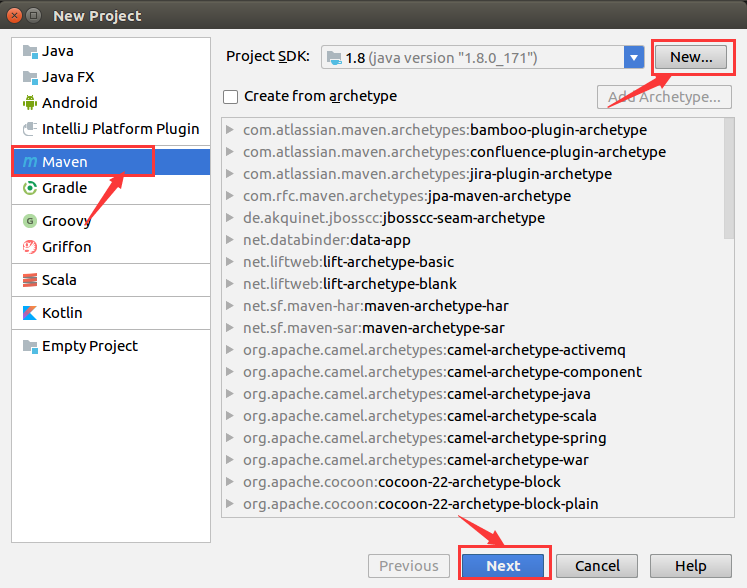 New Project
Java
Java FX
Android
IntelliJ Platform Plugin
Maven
Gradle
Groovy
Griffon
Scala
Kotlin
Empty Project
Project SDK: 1.8 (java version "1.8.0_171") New...
Create from archetype Add Archetype...
com.atlassian.maven.archetypes:bamboo-plugin-archetype
com.atlassian.maven.archetypes:confluence-plugin-archetype
com.atlassian.maven.archetypes:jira-plugin-archetype
com.rfc.maven.archetypes:jpa-maven-archetype
de.akquinet.jbosscc:jbosscc-seam-archetype
net.databinder:data-app
net.liftweb:lift-archetype-basic
net.liftweb:lift-archetype-blank
net.sf.maven-har:maven-archetype-har
net.sf.maven-sar:maven-archetype-sar
org.apache.camel.archetypes:camel-archetype-activemq
org.apache.camel.archetypes:camel-archetype-component
org.apache.camel.archetypes:camel-archetype-java
org.apache.camel.archetypes:camel-archetype-scala
org.apache.camel.archetypes:camel-archetype-spring
org.apache.camel.archetypes:camel-archetype-war
org.apache.cocoon:cocoon-22-archetype-block
org.apache.cocoon:cocoon-22-archetype-block-plain
Previous Next Cancel Help